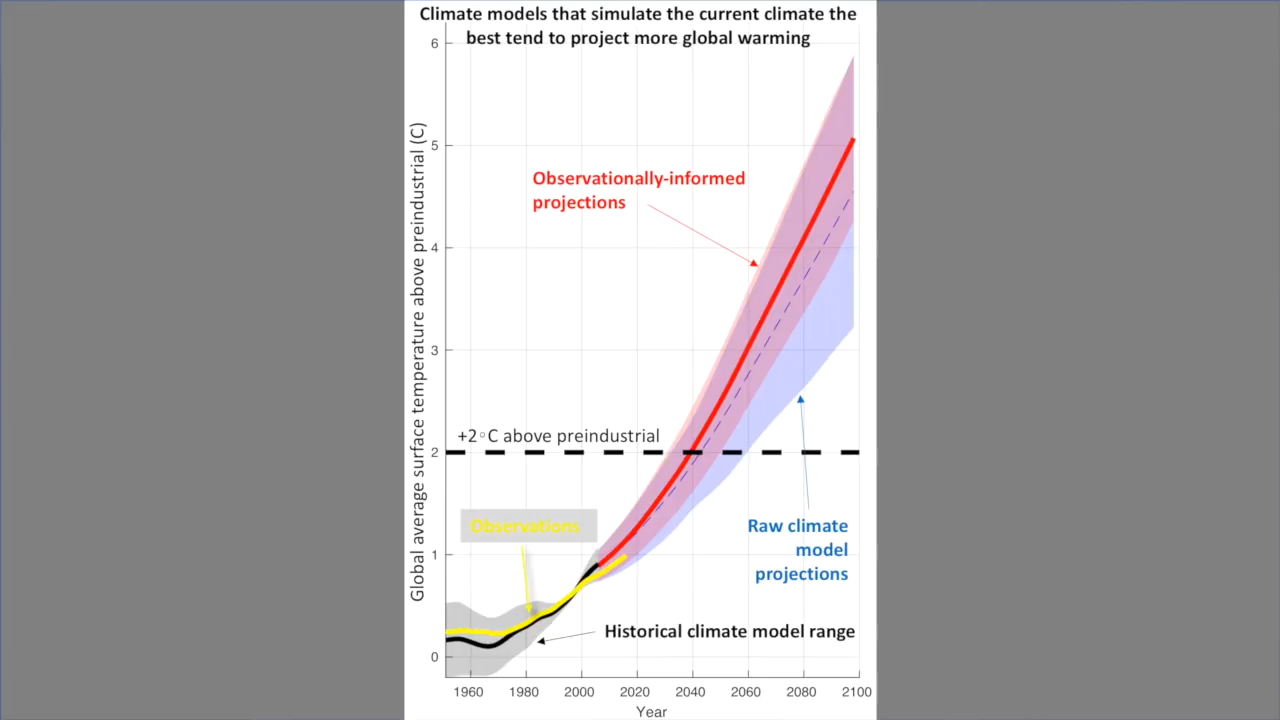 Climate models that simulate the current climate the
best tend to project more global warming
6
5
4
3
2
1
0
Global average surface temperature above preindustrial (C)
Observationally-informed
projections
+2°C above preindustrial
Observations
Raw climate
model
projections
Historical climate model range
1960 1980 2000 2020 2040 2060 2080 2100
Year